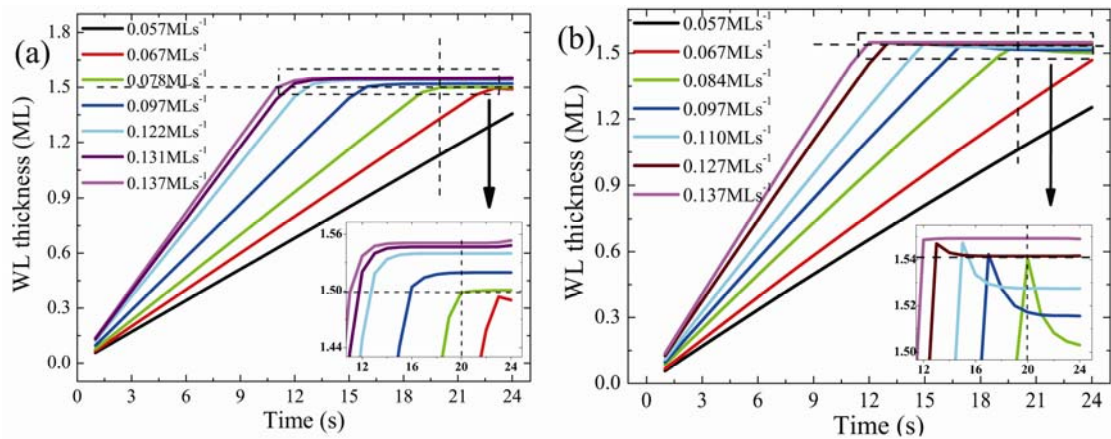 (a)
0.057MLs⁻¹
0.067MLs⁻¹
0.078MLs⁻¹
0.097MLs⁻¹
0.122MLs⁻¹
0.131MLs⁻¹
0.137MLs⁻¹
WL thickness (ML)
1.8
1.5
1.2
0.9
0.6
0.3
0.0
0 3 6 9 12 15 18 21 24
Time (s)
1.56
1.50
1.44
12 16 20 24
(b)
0.057MLs⁻¹
0.067MLs⁻¹
0.084MLs⁻¹
0.097MLs⁻¹
0.110MLs⁻¹
0.127MLs⁻¹
0.137MLs⁻¹
WL thickness (ML)
1.5
1.2
0.9
0.6
0.3
0.0
0 3 6 9 12 15 18 21 24
Time (s)
1.54
1.52
1.50
12 16 20 24